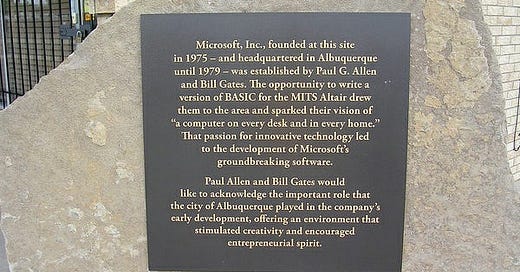 Microsoft, Inc., founded at this site
in 1975 – and headquartered in Albuquerque
until 1979 – was established by Paul G. Allen
and Bill Gates. The opportunity to write a
version of BASIC for the MITS Altair drew
them to the area and sparked their vision of
“a computer on every desk and in every home.”
That passion for innovative technology led
to the development of Microsoft’s
groundbreaking software.
Paul Allen and Bill Gates would
like to acknowledge the important role that
the city of Albuquerque played in the company’s
early development, offering an environment that
stimulated creativity and encouraged
entrepreneurial spirit.